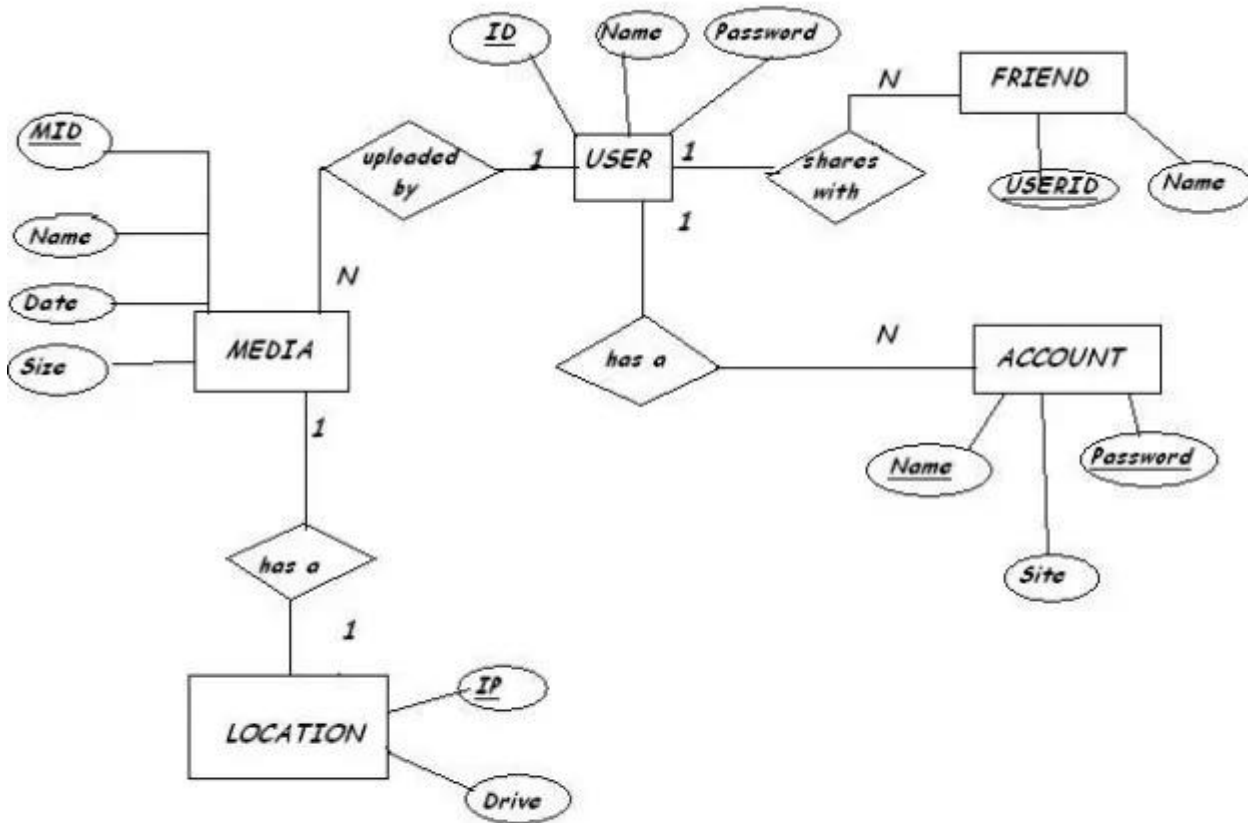 ID
Name
Password
N
FRIEND
MID
uploaded
by
1
USER
1
shares
with
USERID
Name
Name
1
N
Date
MEDIA
Size
has a
N
ACCOUNT
1
Name
Password
has a
Site
1
IP
LOCATION
Drive